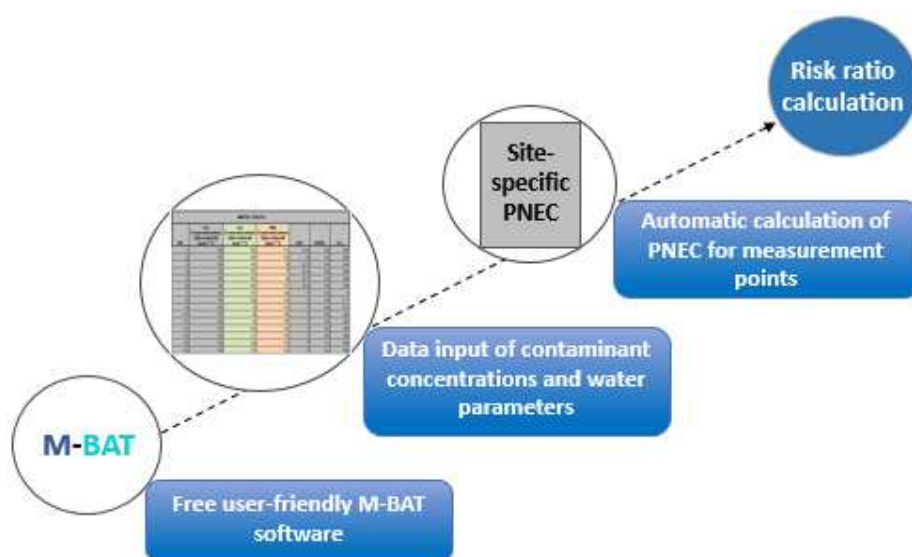 Risk ratio
calculation
Site-
specific
PNEC
Automatic calculation of
PNEC for measurement
points
Data input of contaminant
concentrations and water
parameters
M-BAT
Free user-friendly M-BAT
software